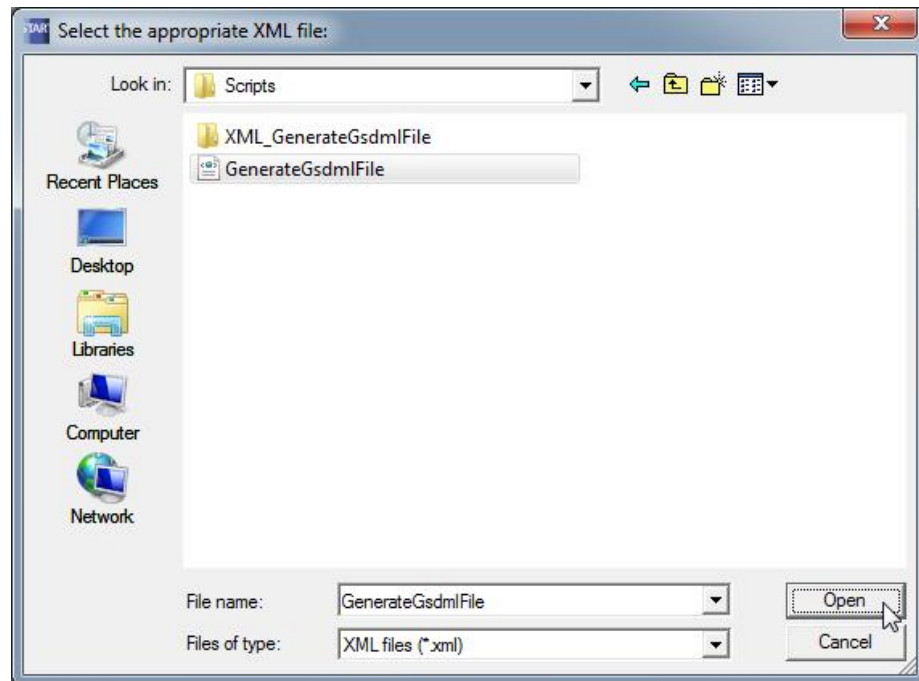 START Select the appropriate XML file:
Look in: Scripts
XML_GenerateGsdmlFile
GenerateGsdmlFile
Recent Places
Desktop
Libraries
Computer
Network
File name: GenerateGsdmlFile Open
Files of type: XML files (*.xml) Cancel